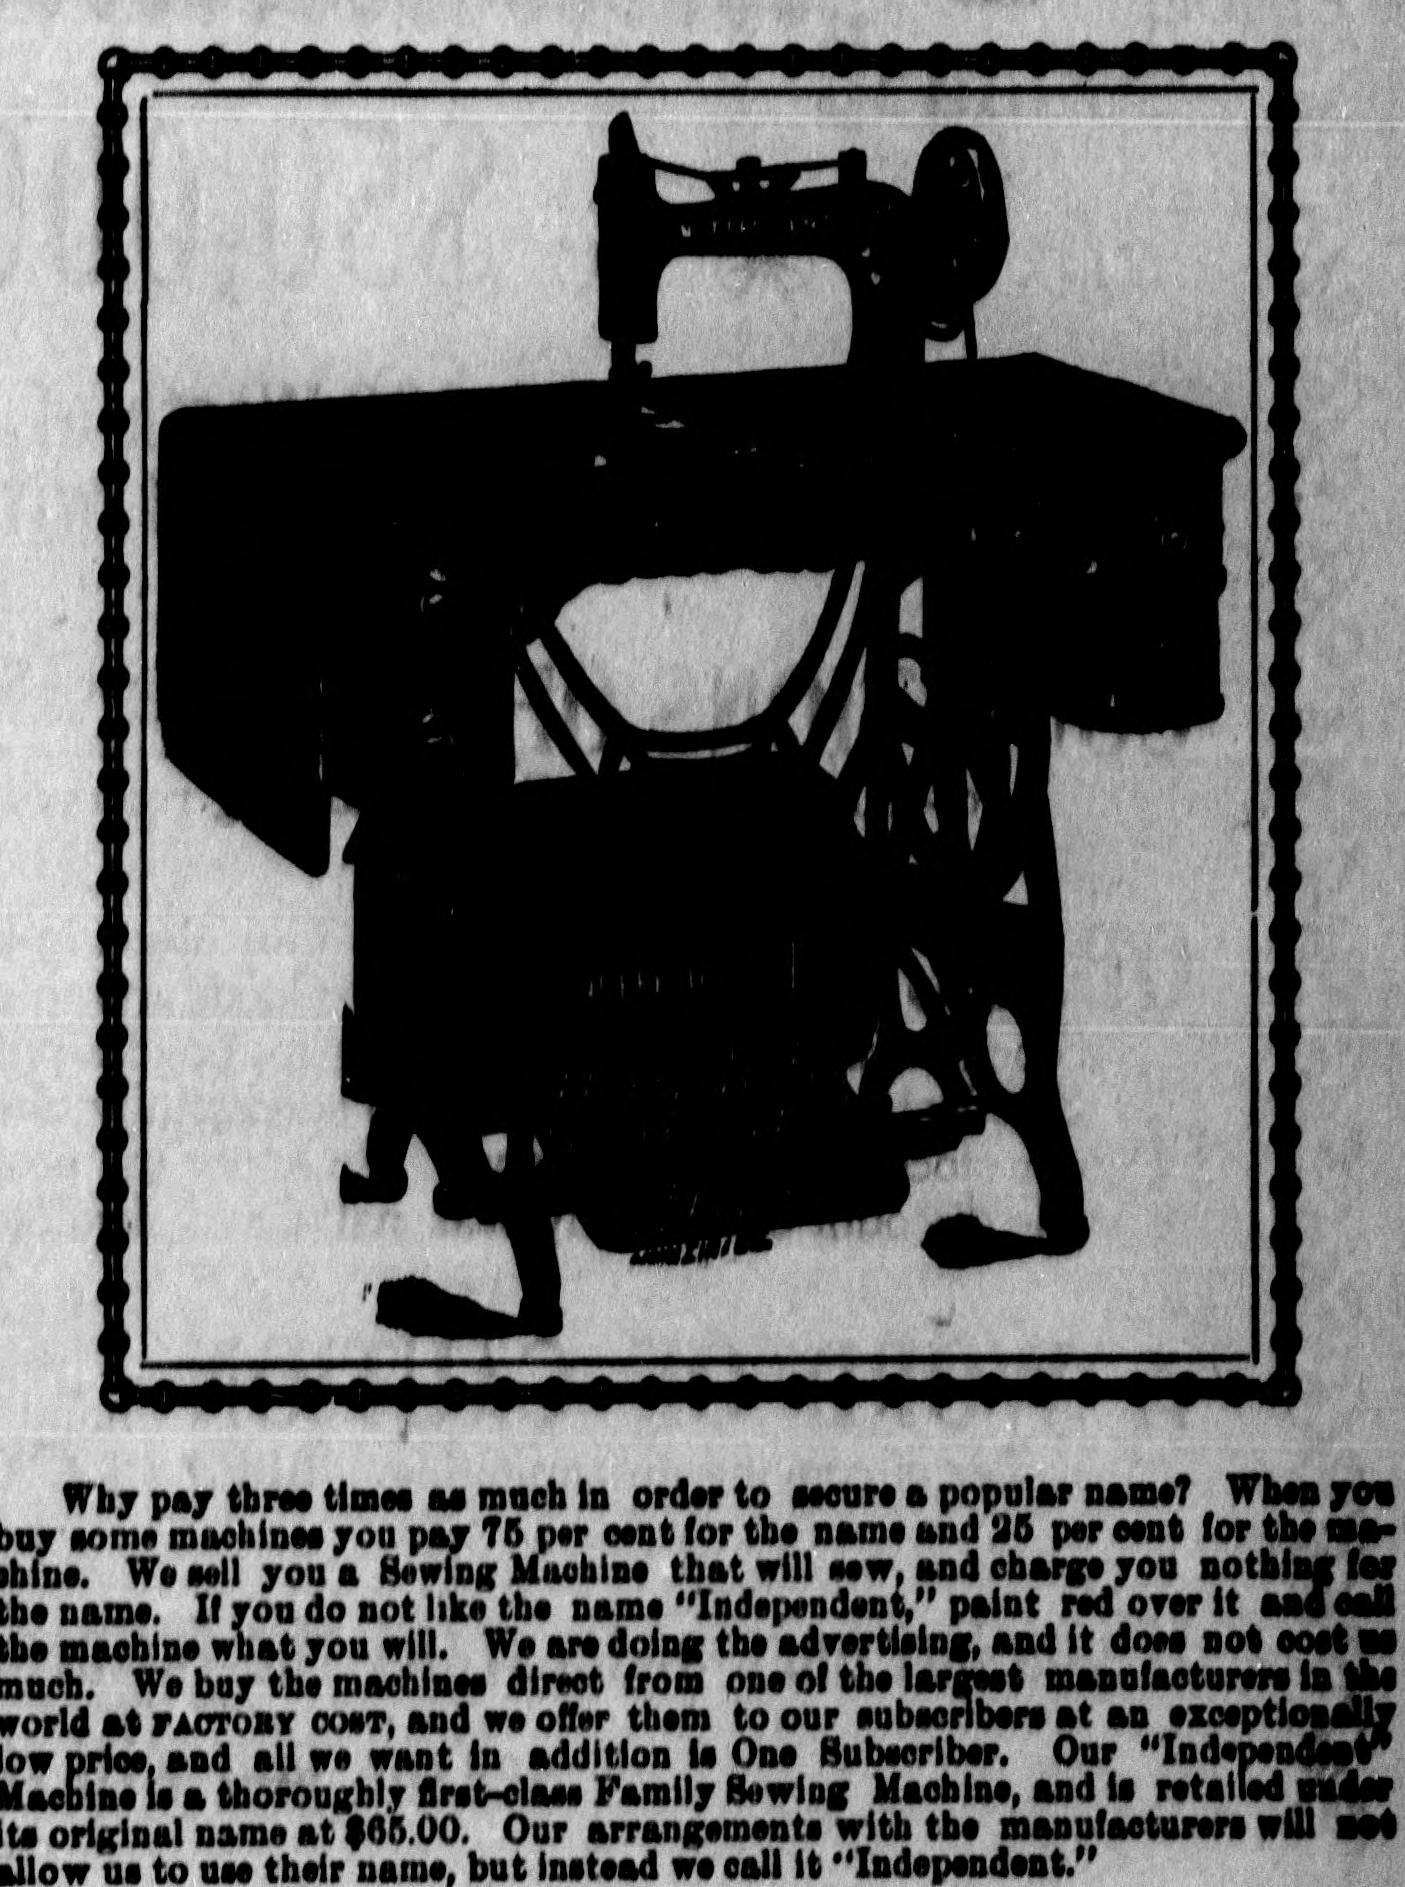 Why pay three times as much in order to secure a popular name? When you
buy some machines you pay 75 per cent for the name and 25 per cent for the ma-
chine. We sell you a Sewing Machine that will sew, and charge you nothing for
the name. If you do not like the name "Independent," paint red over it and call
the machine what you will. We are doing the advertising, and it does not cost us
much. We buy the machines direct from one of the largest manufacturers in the
world at FACTORY COST, and we offer them to our subscribers at an exceptionally
low price, and all we want in addition is One Subscriber. Our "Independent"
Machine is a thoroughly first-class Family Sewing Machine, and is retailed under
its original name at $65.00. Our arrangements with the manufacturers will not
allow us to use their name, but instead we call it "Independent."